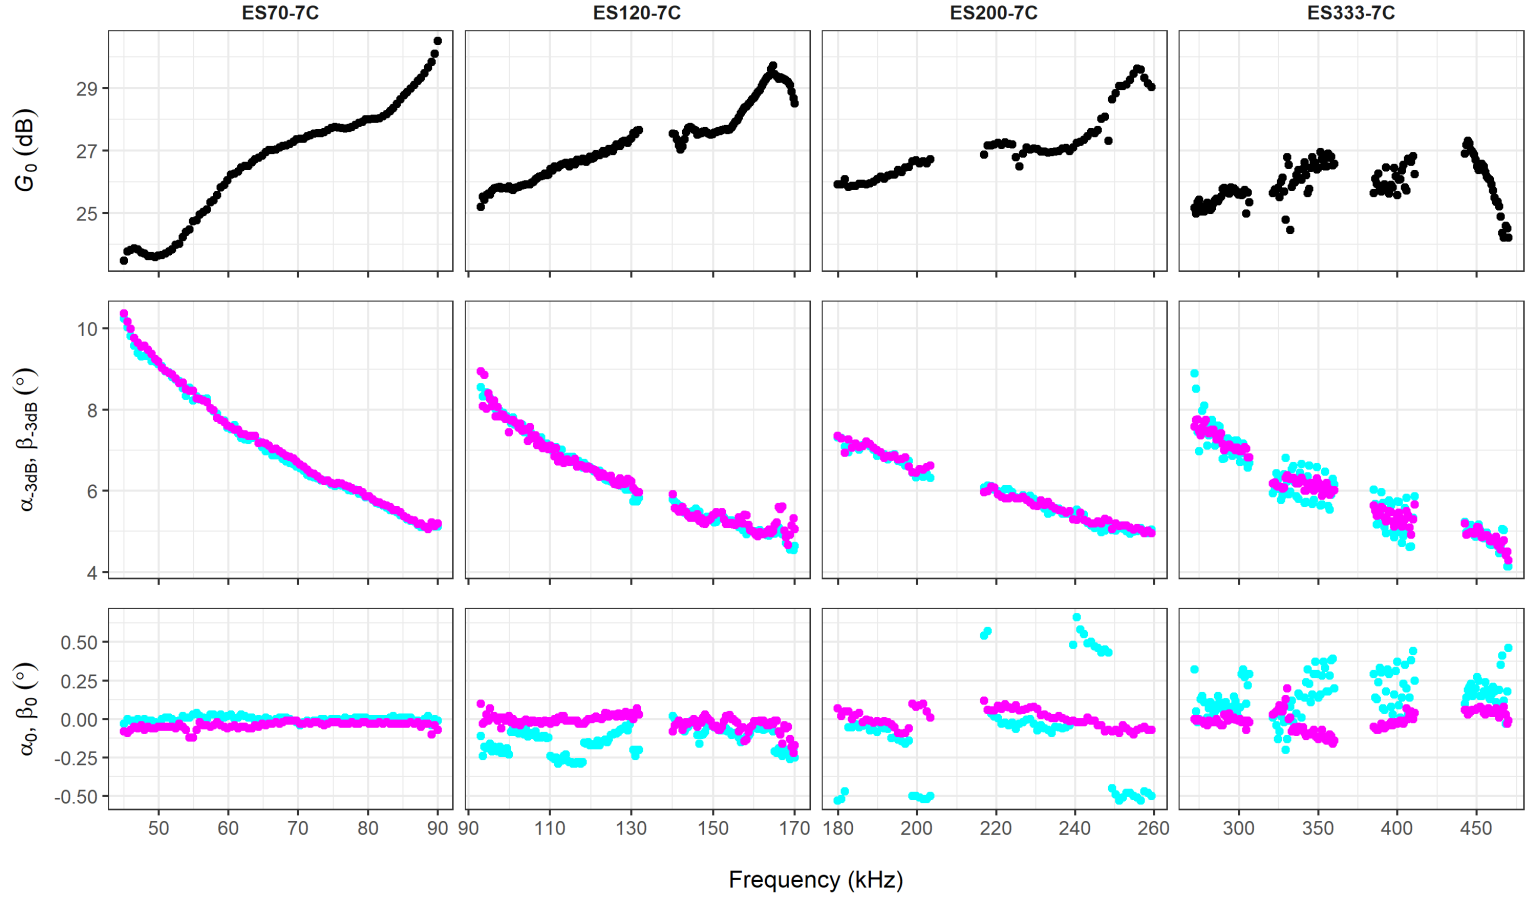 ES70-7C ES120-7C ES200-7C ES333-7C
G₀ (dB)
29
27
25
α-3dB, β-3dB (°)
10
8
6
4
α₀, β₀ (°)
0.50
0.25
0.00
-0.25
-0.50
50 60 70 80 90 90 110 130 150 170 180 200 220 240 260 300 350 400 450
Frequency (kHz)